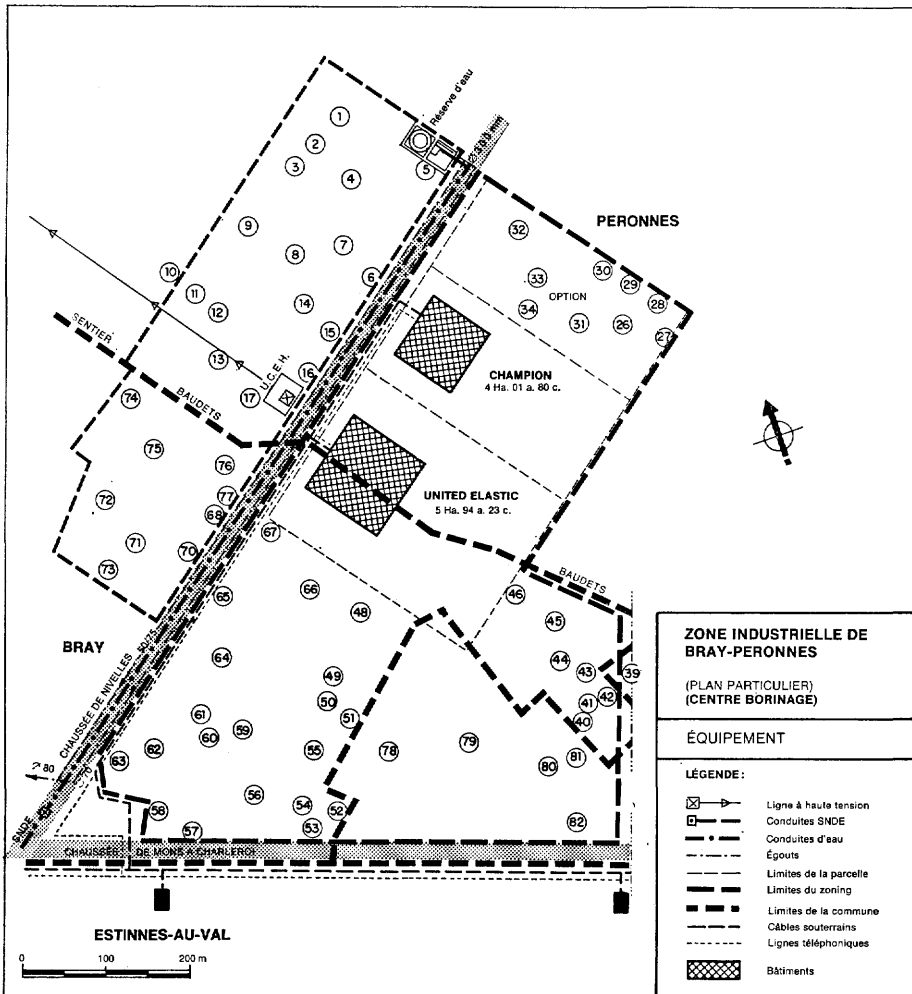 1
Réserve d'eau
2
3
4
5
32
PERONNES
9
7
8
6
33
30
29
28
10
11
12
14
15
OPTION
34
31
26
27
SENTIER
13
16
U.C.E.H.
17
CHAMPION
4 Ha. 01 a. 80 c.
BAUDETS
74
75
76
72
77
68
UNITED ELASTIC
5 Ha. 94 a. 23 c.
67
71
70
73
65
66
48
BAUDETS
46
45
BRAY
64
44
43
39
49
50
51
42
41
40
CHAUSSÉE DE NIVELLES
61
60
59
62
63
55
78
79
80
81
56
54
52
58
57
53
82
SNDE
CHAUSSÉE DE MONS A CHARLEROI
ESTINNES-AU-VAL
0 100 200 m
ZONE INDUSTRIELLE DE
BRAY-PERONNES
(PLAN PARTICULIER)
(CENTRE BORINAGE)
ÉQUIPEMENT
LÉGENDE:
Ligne à haute tension
Conduites SNDE
Conduites d'eau
Égouts
Limites de la parcelle
Limites du zoning
Limites de la commune
Câbles souterrains
Lignes téléphoniques
Bâtiments